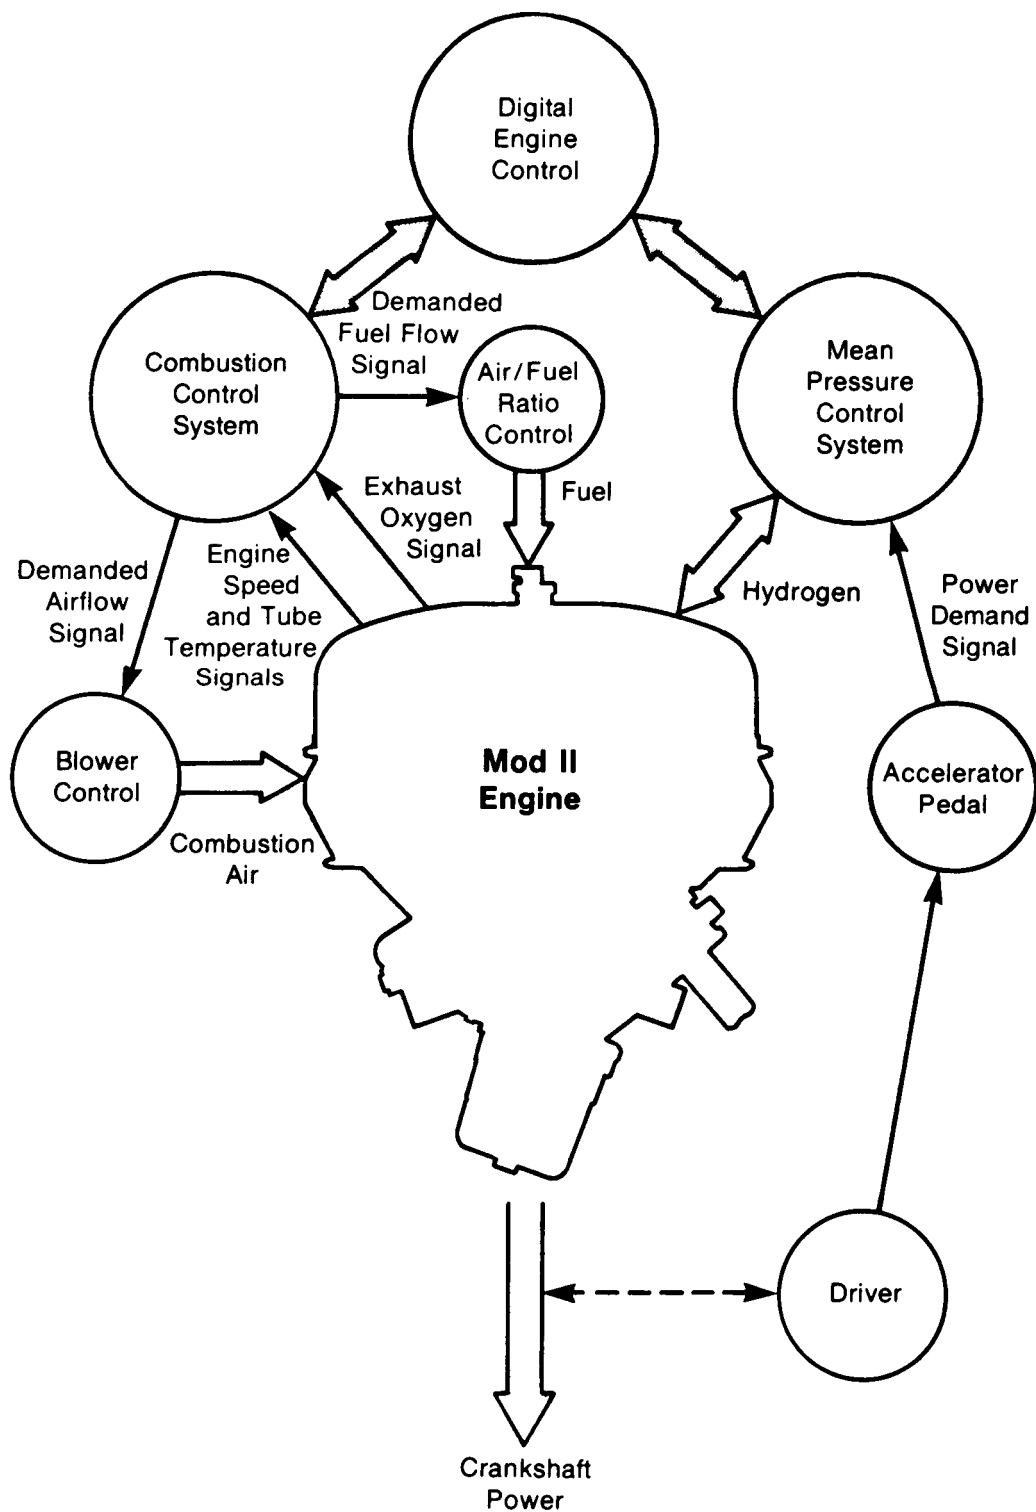 Digital
Engine
Control
Demanded
Fuel Flow
Signal
Combustion
Control
System
Air/Fuel
Ratio
Control
Mean
Pressure
Control
System
Exhaust
Oxygen
Signal
Fuel
Engine
Speed
and Tube
Temperature
Signals
Demanded
Airflow
Signal
Hydrogen
Power
Demand
Signal
Blower
Control
Mod II
Engine
Accelerator
Pedal
Combustion
Air
Driver
Crankshaft
Power